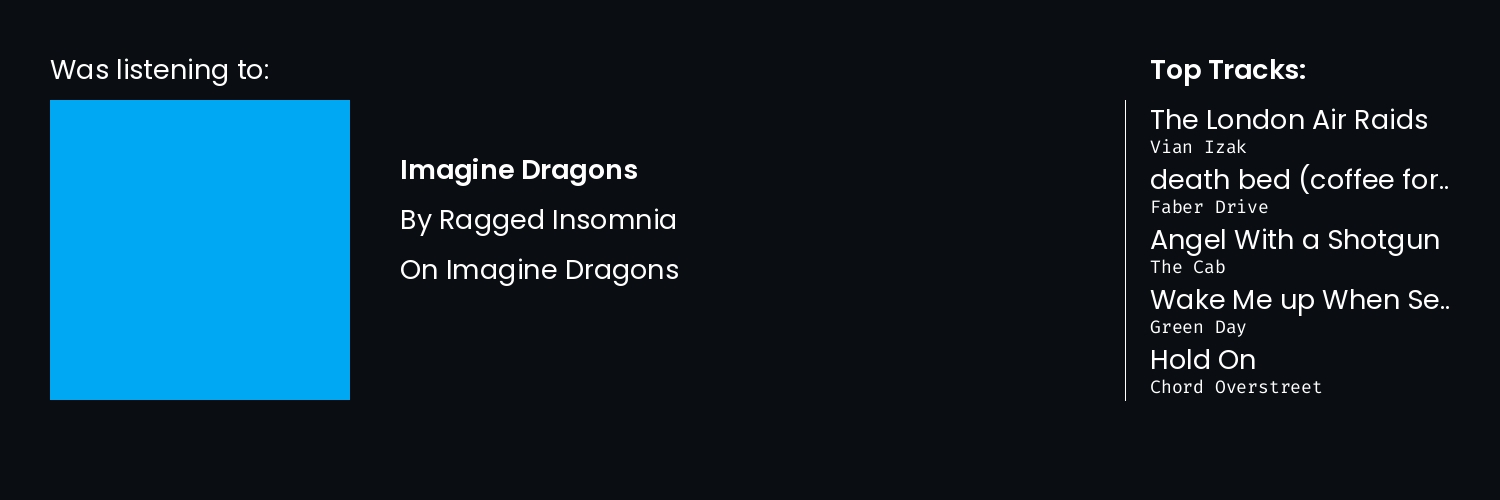 Was listening to:
Imagine Dragons
By Ragged Insomnia
On Imagine Dragons
Top Tracks:
The London Air Raids
Vian Izak
death bed (coffee for..
Faber Drive
Angel With a Shotgun
The Cab
Wake Me up When Se..
Green Day
Hold On
Chord Overstreet